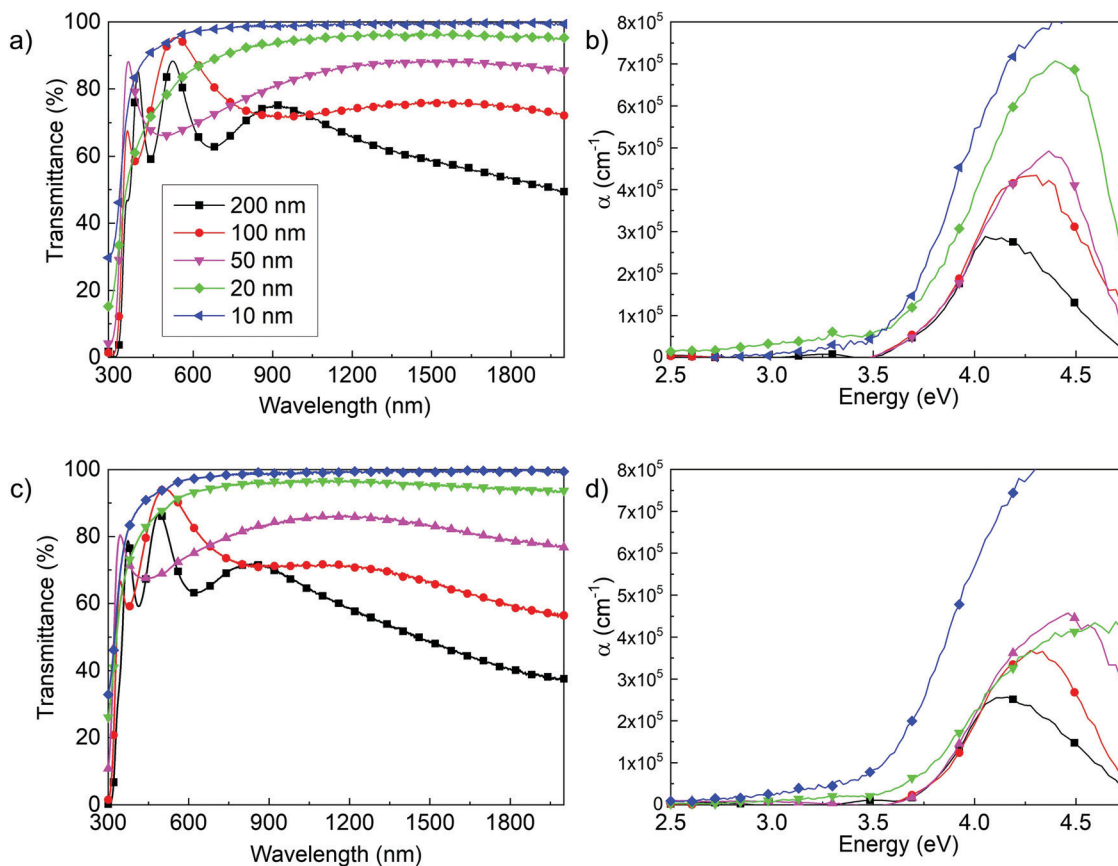 a)
Transmittance (%)
100
80
60
40
20
0
200 nm
100 nm
50 nm
20 nm
10 nm
300 600 900 1200 1500 1800
Wavelength (nm)
b)
α (cm⁻¹)
8x10⁵
7x10⁵
6x10⁵
5x10⁵
4x10⁵
3x10⁵
2x10⁵
1x10⁵
0
2.5 3.0 3.5 4.0 4.5
Energy (eV)
c)
Transmittance (%)
100
80
60
40
20
0
300 600 900 1200 1500 1800
Wavelength (nm)
d)
α (cm⁻¹)
8x10⁵
7x10⁵
6x10⁵
5x10⁵
4x10⁵
3x10⁵
2x10⁵
1x10⁵
0
2.5 3.0 3.5 4.0 4.5
Energy (eV)